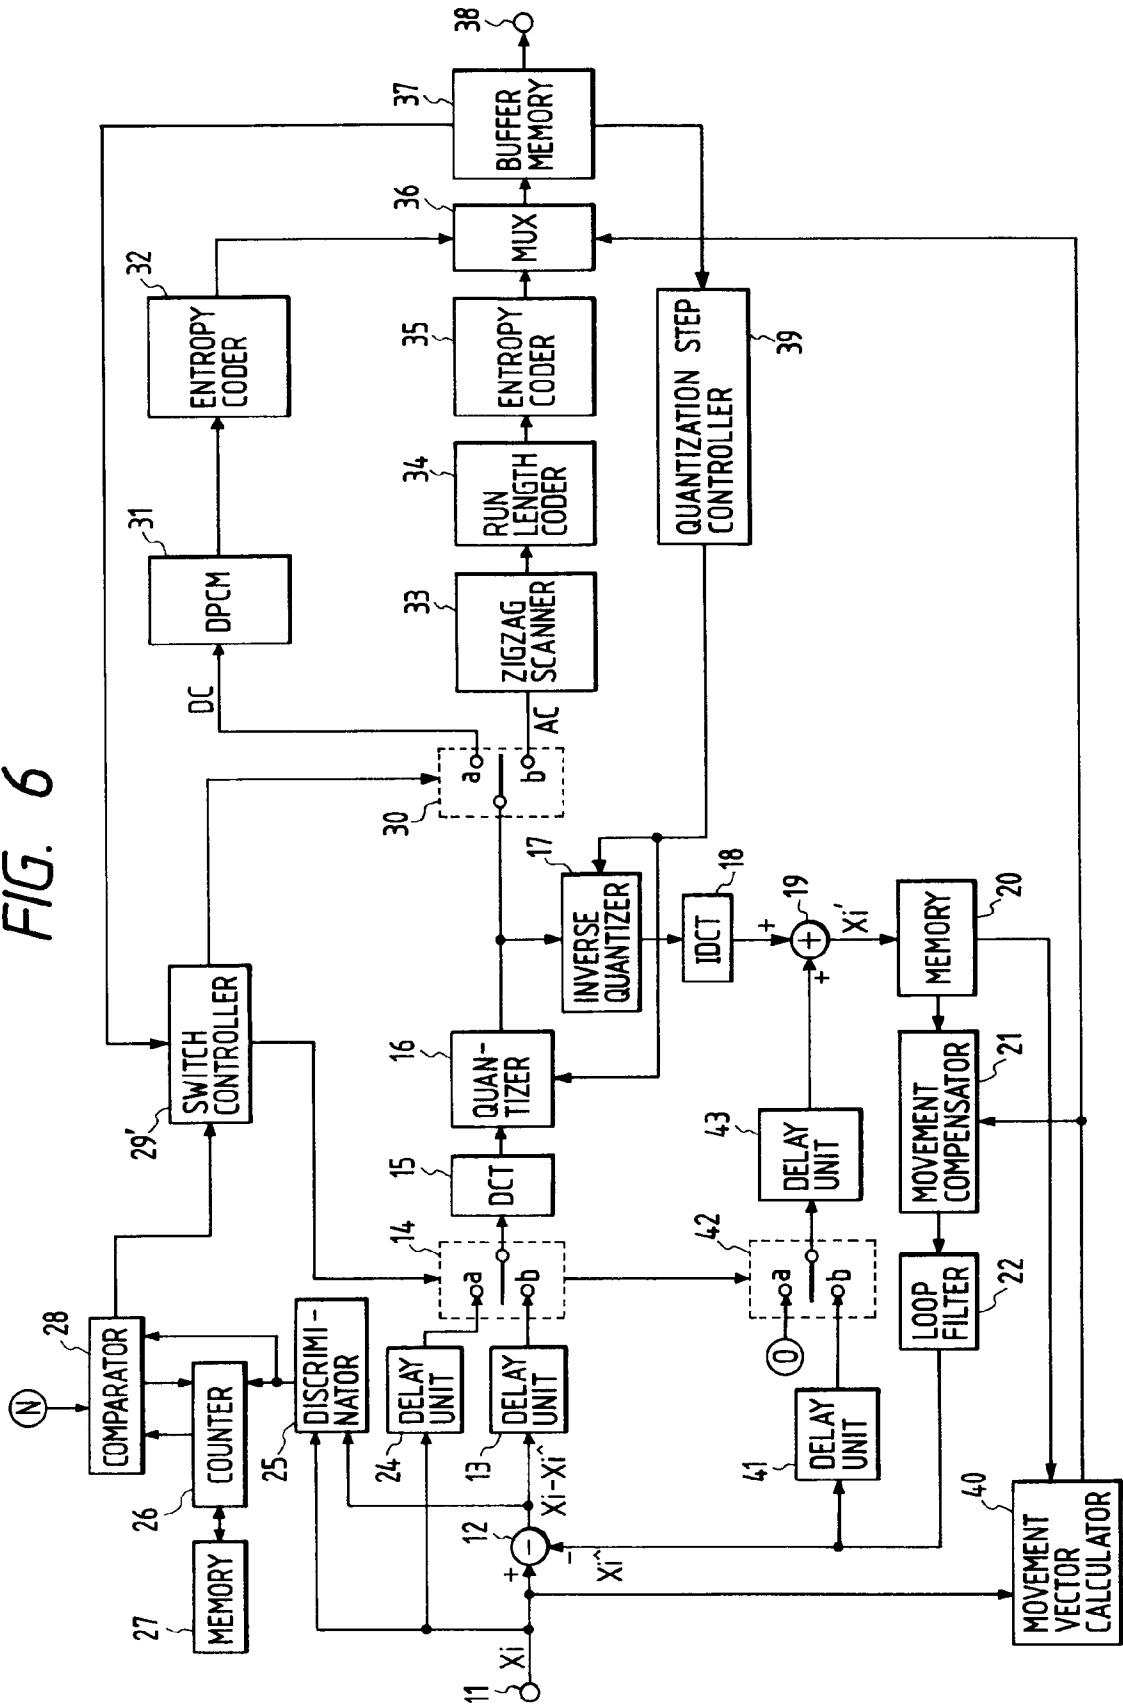 FIG. 6
N
28
COMPARATOR
26
COUNTER
27
MEMORY
25
DISCRIMI-
NATOR
29'
SWITCH
CONTROLLER
DC
31
DPCM
32
ENTROPY
CODER
24
DELAY
UNIT
13
DELAY
UNIT
14
a
b
15
DCT
16
QUAN-
TIZER
30
a
b
AC
33
ZIGZAG
SCANNER
34
RUN
LENGTH
CODER
35
ENTROPY
CODER
36
MUX
37
BUFFER
MEMORY
38
11
Xi
+
12
-
-
Xi-X̂i
X̂i
17
INVERSE
QUANTIZER
39
QUANTIZATION STEP
CONTROLLER
18
IDCT
41
DELAY
UNIT
0
42
a
b
43
DELAY
UNIT
+
+
+
19
Xi'
22
LOOP
FILTER
21
MOVEMENT
COMPENSATOR
20
MEMORY
40
MOVEMENT
VECTOR
CALCULATOR